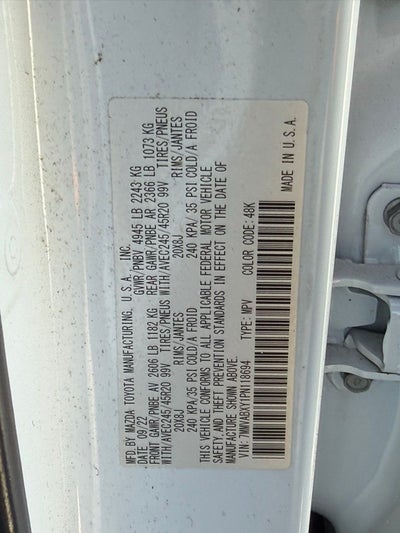 MFD BY MAZDA TOYOTA MANUFACTURING, U.S.A, INC.
DATE 09/22 GVWR/PNBV 4945 LB 2243 KG
FRONT GAWR/PNBE AV 2606 LB 1182 KG REAR GAWR/PNBE AR 2366 LB 1073 KG
WITH/AVEC245/45R20 99V TIRES/PNEUS WITH/AVEC245/45R20 99V TIRES/PNEUS
20X8J RIMS/JANTES 20X8J RIMS/JANTES
240 KPA/35 PSI COLD/A FROID 240 KPA/ 35 PSI COLD/A FROID
THIS VEHICLE CONFORMS TO ALL APPLICABLE FEDERAL MOTOR VEHICLE
SAFETY AND THEFT PREVENTION STANDARDS IN EFFECT ON THE DATE OF
MANUFACTURE SHOWN ABOVE.
VIN: 7MMVABXY1PN118694 TYPE: MPV COLOR CODE: 48K
MADE IN U.S.A.